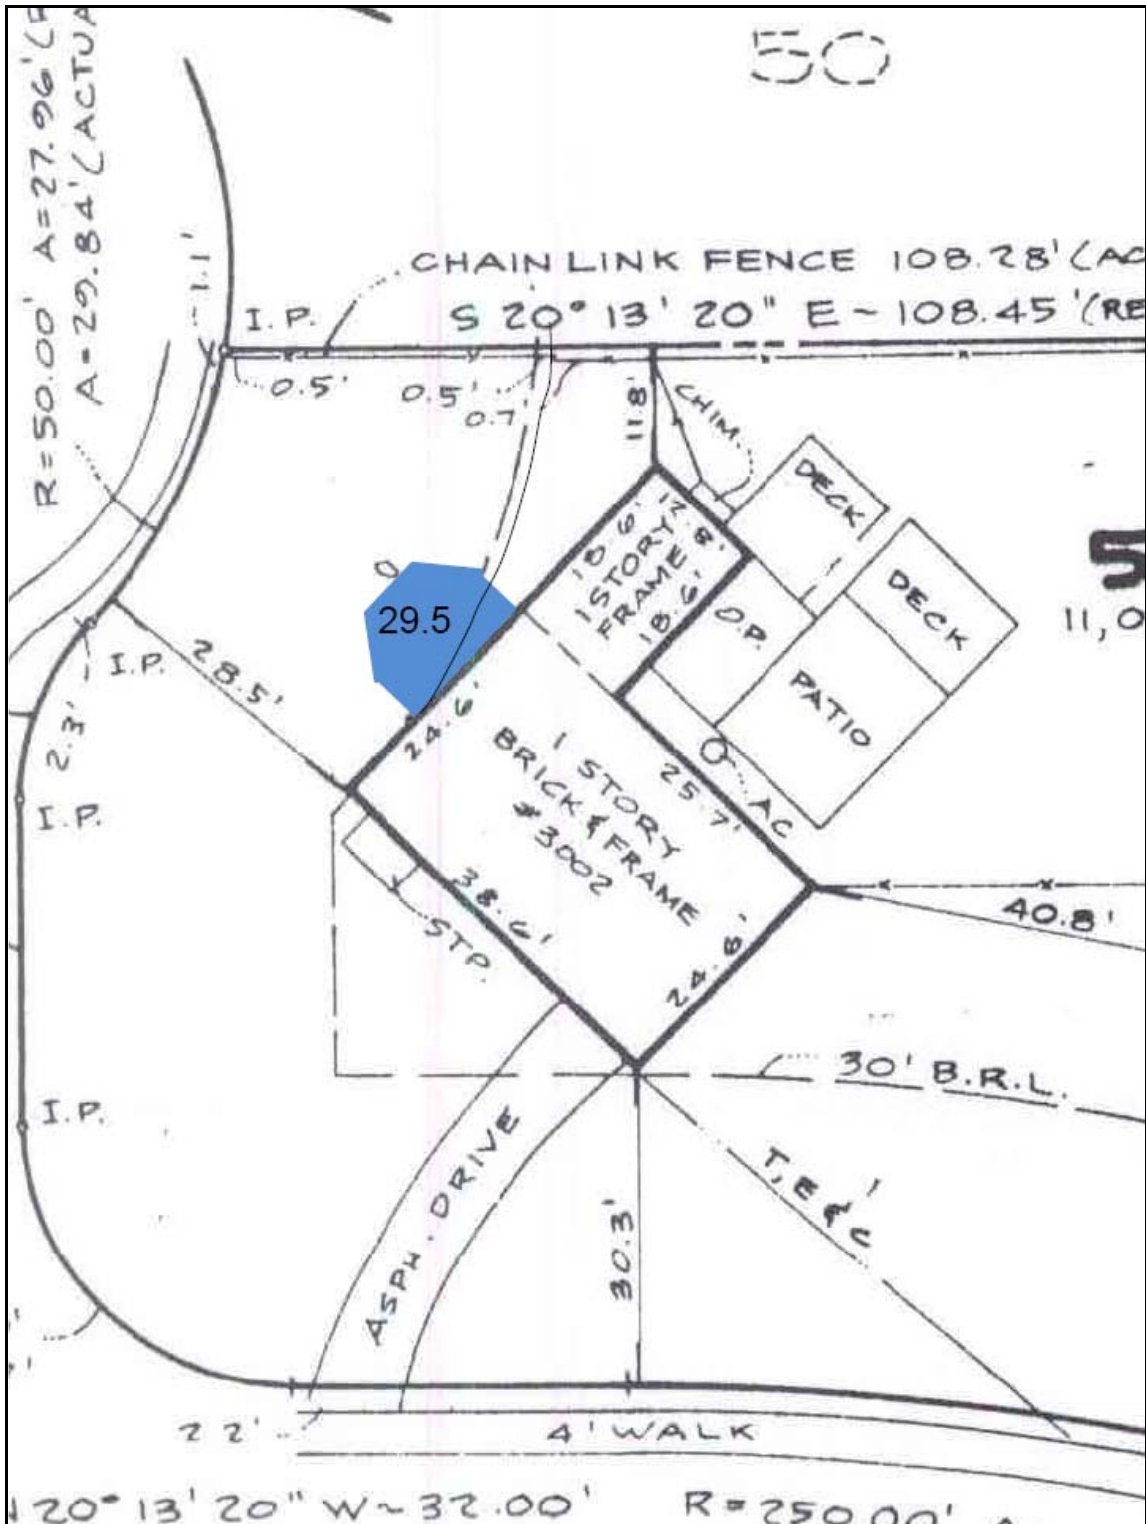 R=50.00' A=27.96'
A=29.84' (ACTUA
50
CHAIN LINK FENCE 108.28' (AC
S 20° 13' 20" E ~ 108.45' (RE
1.1'
I.P.
0.5'
0.5'
0.7'
11.8'
CHIM.
DECK
DECK
18.6'
12.8'
1 STORY
FRAME
18.6'
O.P.
PATIO
11,0
29.5
28.5'
I.P.
2.3'
I.P.
24.6'
1 STORY
BRICK & FRAME
#3002
25.7'
AC
38.6'
STP.
24.6'
40.8'
30' B.R.L.
I.P.
ASPH. DRIVE
30.3'
T, E & C
22'
4' WALK
20° 13' 20" W ~ 32.00'
R = 250.00'